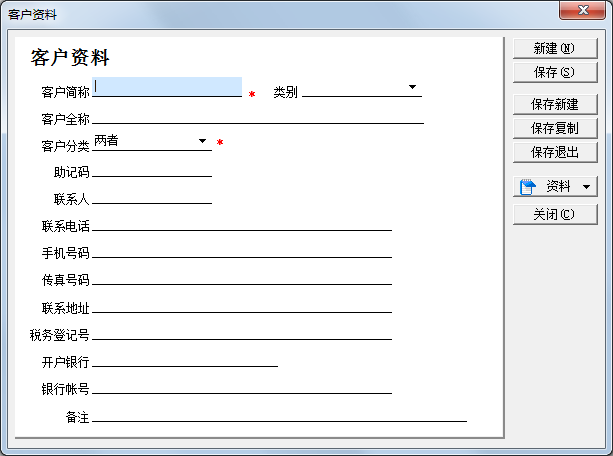 客户资料
客户资料
客户简称 * 类别
客户全称
客户分类 两者 *
助记码
联系人
联系电话
手机号码
传真号码
联系地址
税务登记号
开户银行
银行帐号
备注
新建(N)
保存(S)
保存新建
保存复制
保存退出
资料
关闭(C)